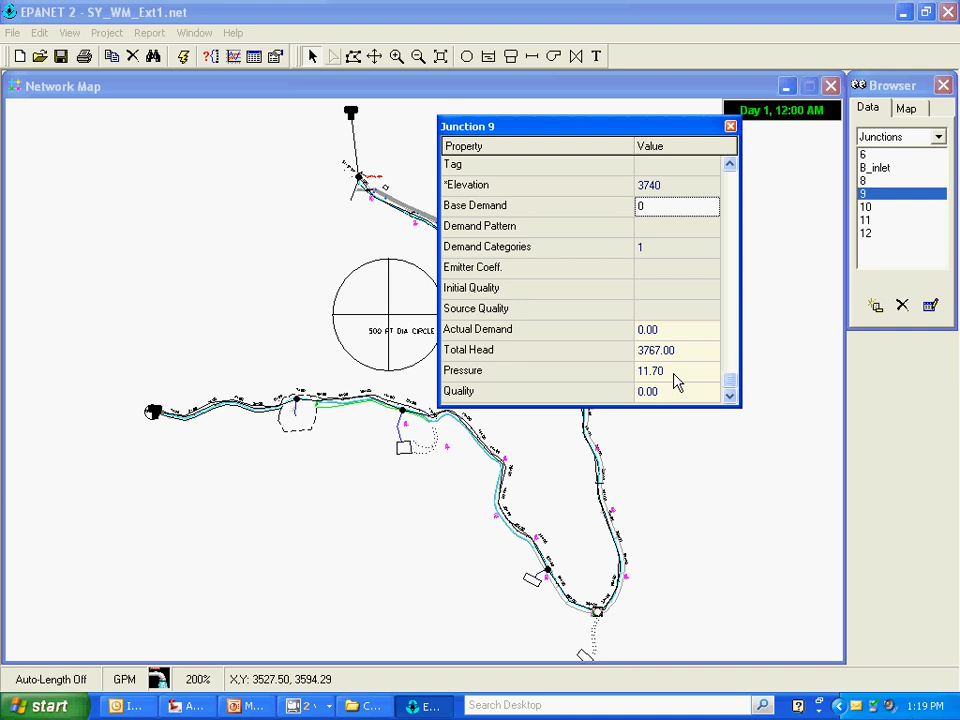 EPANET 2 - SY_WM_Ext1.net
File Edit View Project Report Window Help
Network Map
Browser
Day 1, 12:00 AM
Data Map
Junctions
6
B_inlet
8
9
10
11
12
Junction 9
Property Value
Tag
*Elevation 3740
Base Demand 0
Demand Pattern
Demand Categories 1
Emitter Coeff.
Initial Quality
Source Quality
Actual Demand 0.00
Total Head 3767.00
Pressure 11.70
Quality 0.00
500 FT DIA CIRCLE
Auto-Length Off GPM 200% X,Y: 3527.50, 3594.29
start I... A... M... 2 C... E... Search Desktop 1:19 PM